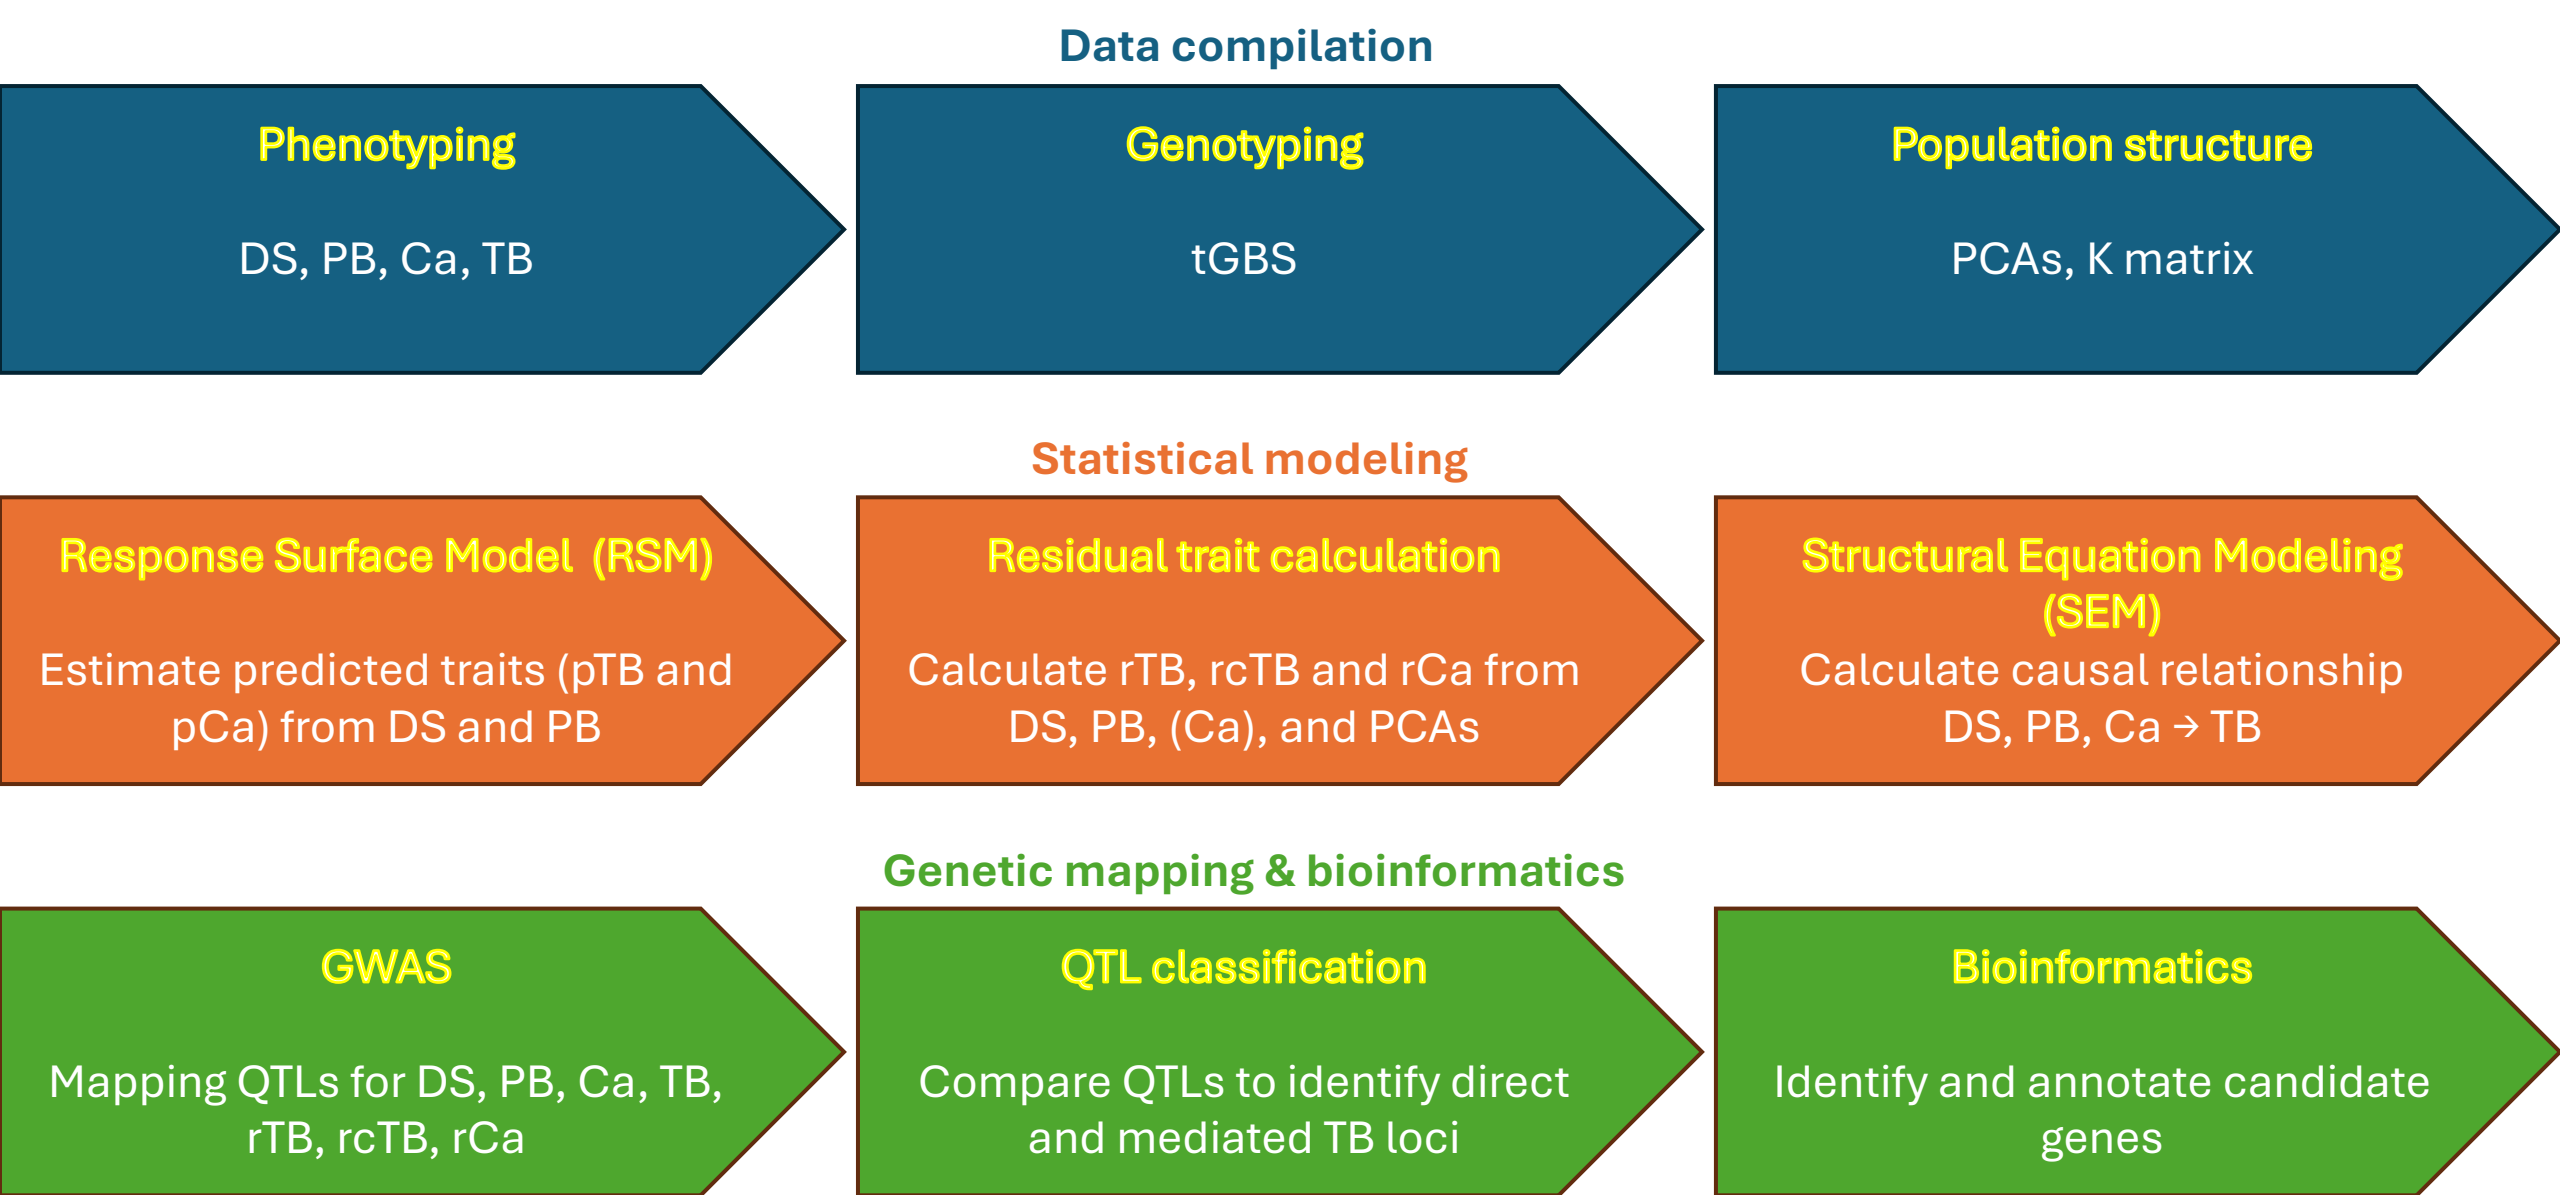 Data compilation
Phenotyping
DS, PB, Ca, TB
Genotyping
tGBS
Population structure
PCAs, K matrix
Statistical modeling
Response Surface Model (RSM)
Estimate predicted traits (pTB and
pCa) from DS and PB
Residual trait calculation
Calculate rTB, rcTB and rCa from
DS, PB, (Ca), and PCAs
Structural Equation Modeling
(SEM)
Calculate causal relationship
DS, PB, Ca → TB
Genetic mapping & bioinformatics
GWAS
Mapping QTLs for DS, PB, Ca, TB,
rTB, rcTB, rCa
QTL classification
Compare QTLs to identify direct
and mediated TB loci
Bioinformatics
Identify and annotate candidate
genes